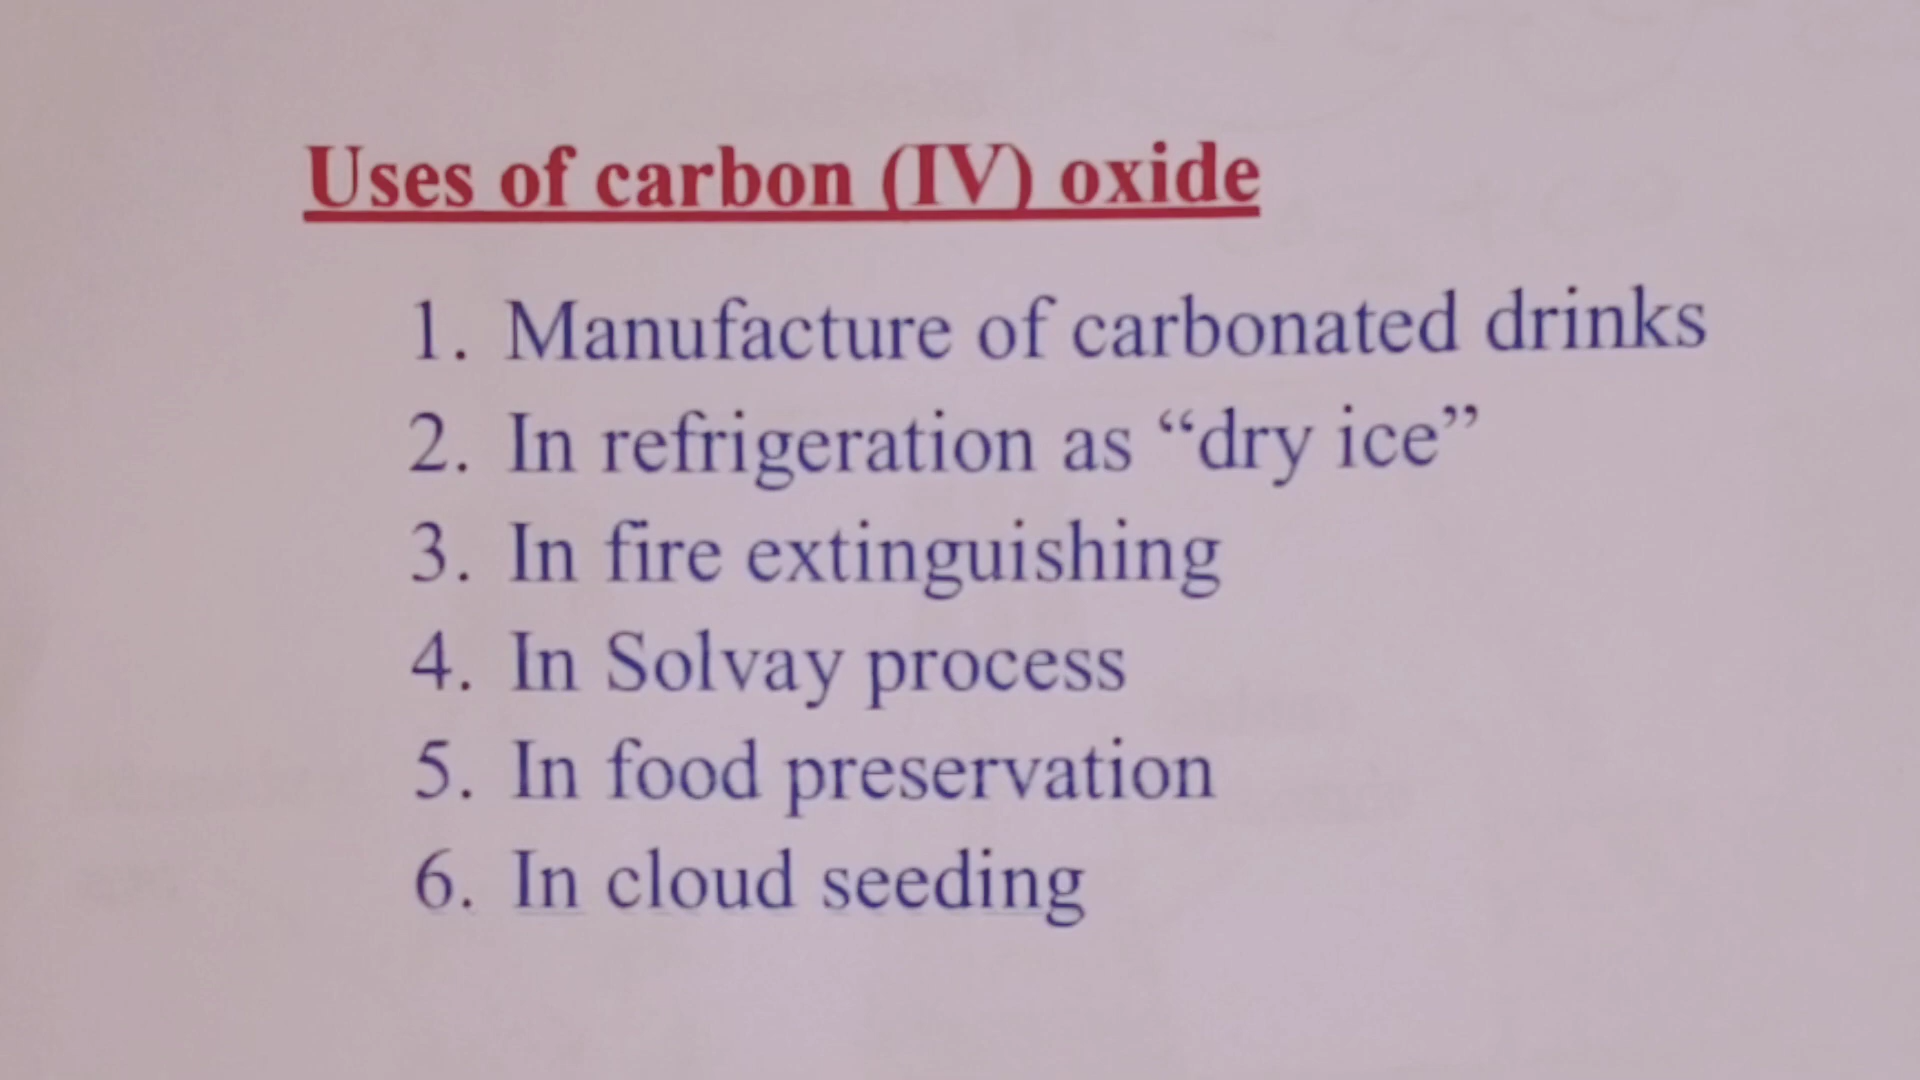 Uses of carbon (IV) oxide
1. Manufacture of carbonated drinks
2. In refrigeration as “dry ice”
3. In fire extinguishing
4. In Solvay process
5. In food preservation
6. In cloud seeding